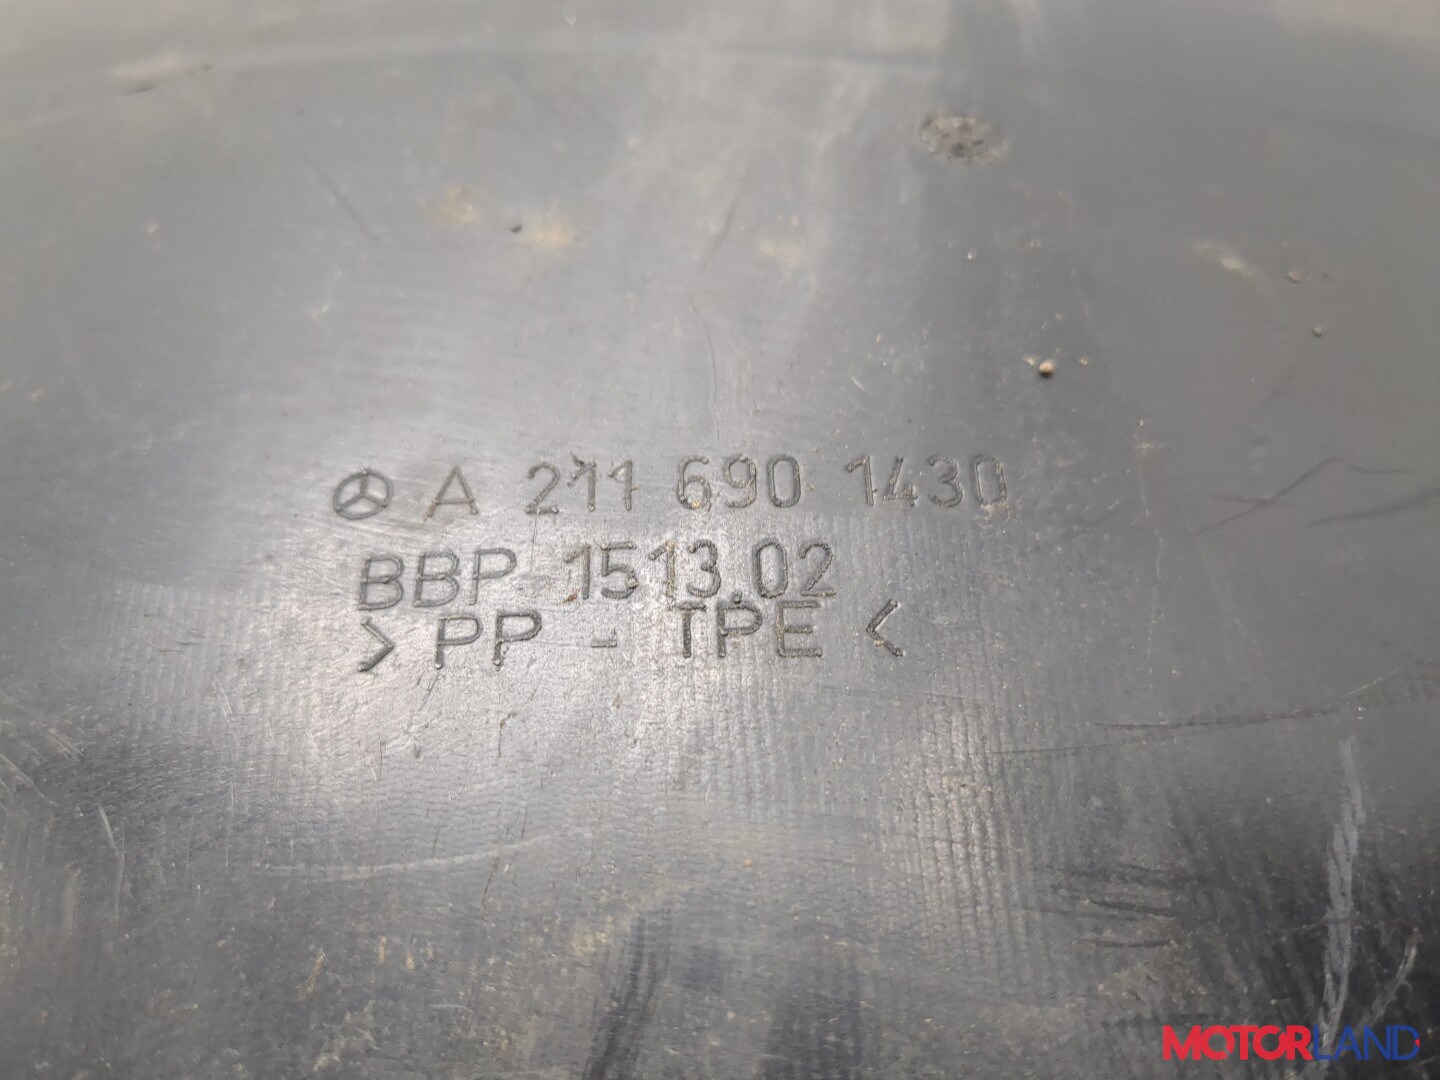 A 211 690 1430
BBP 1513.02
> PP - TPE <
MOTORLAND